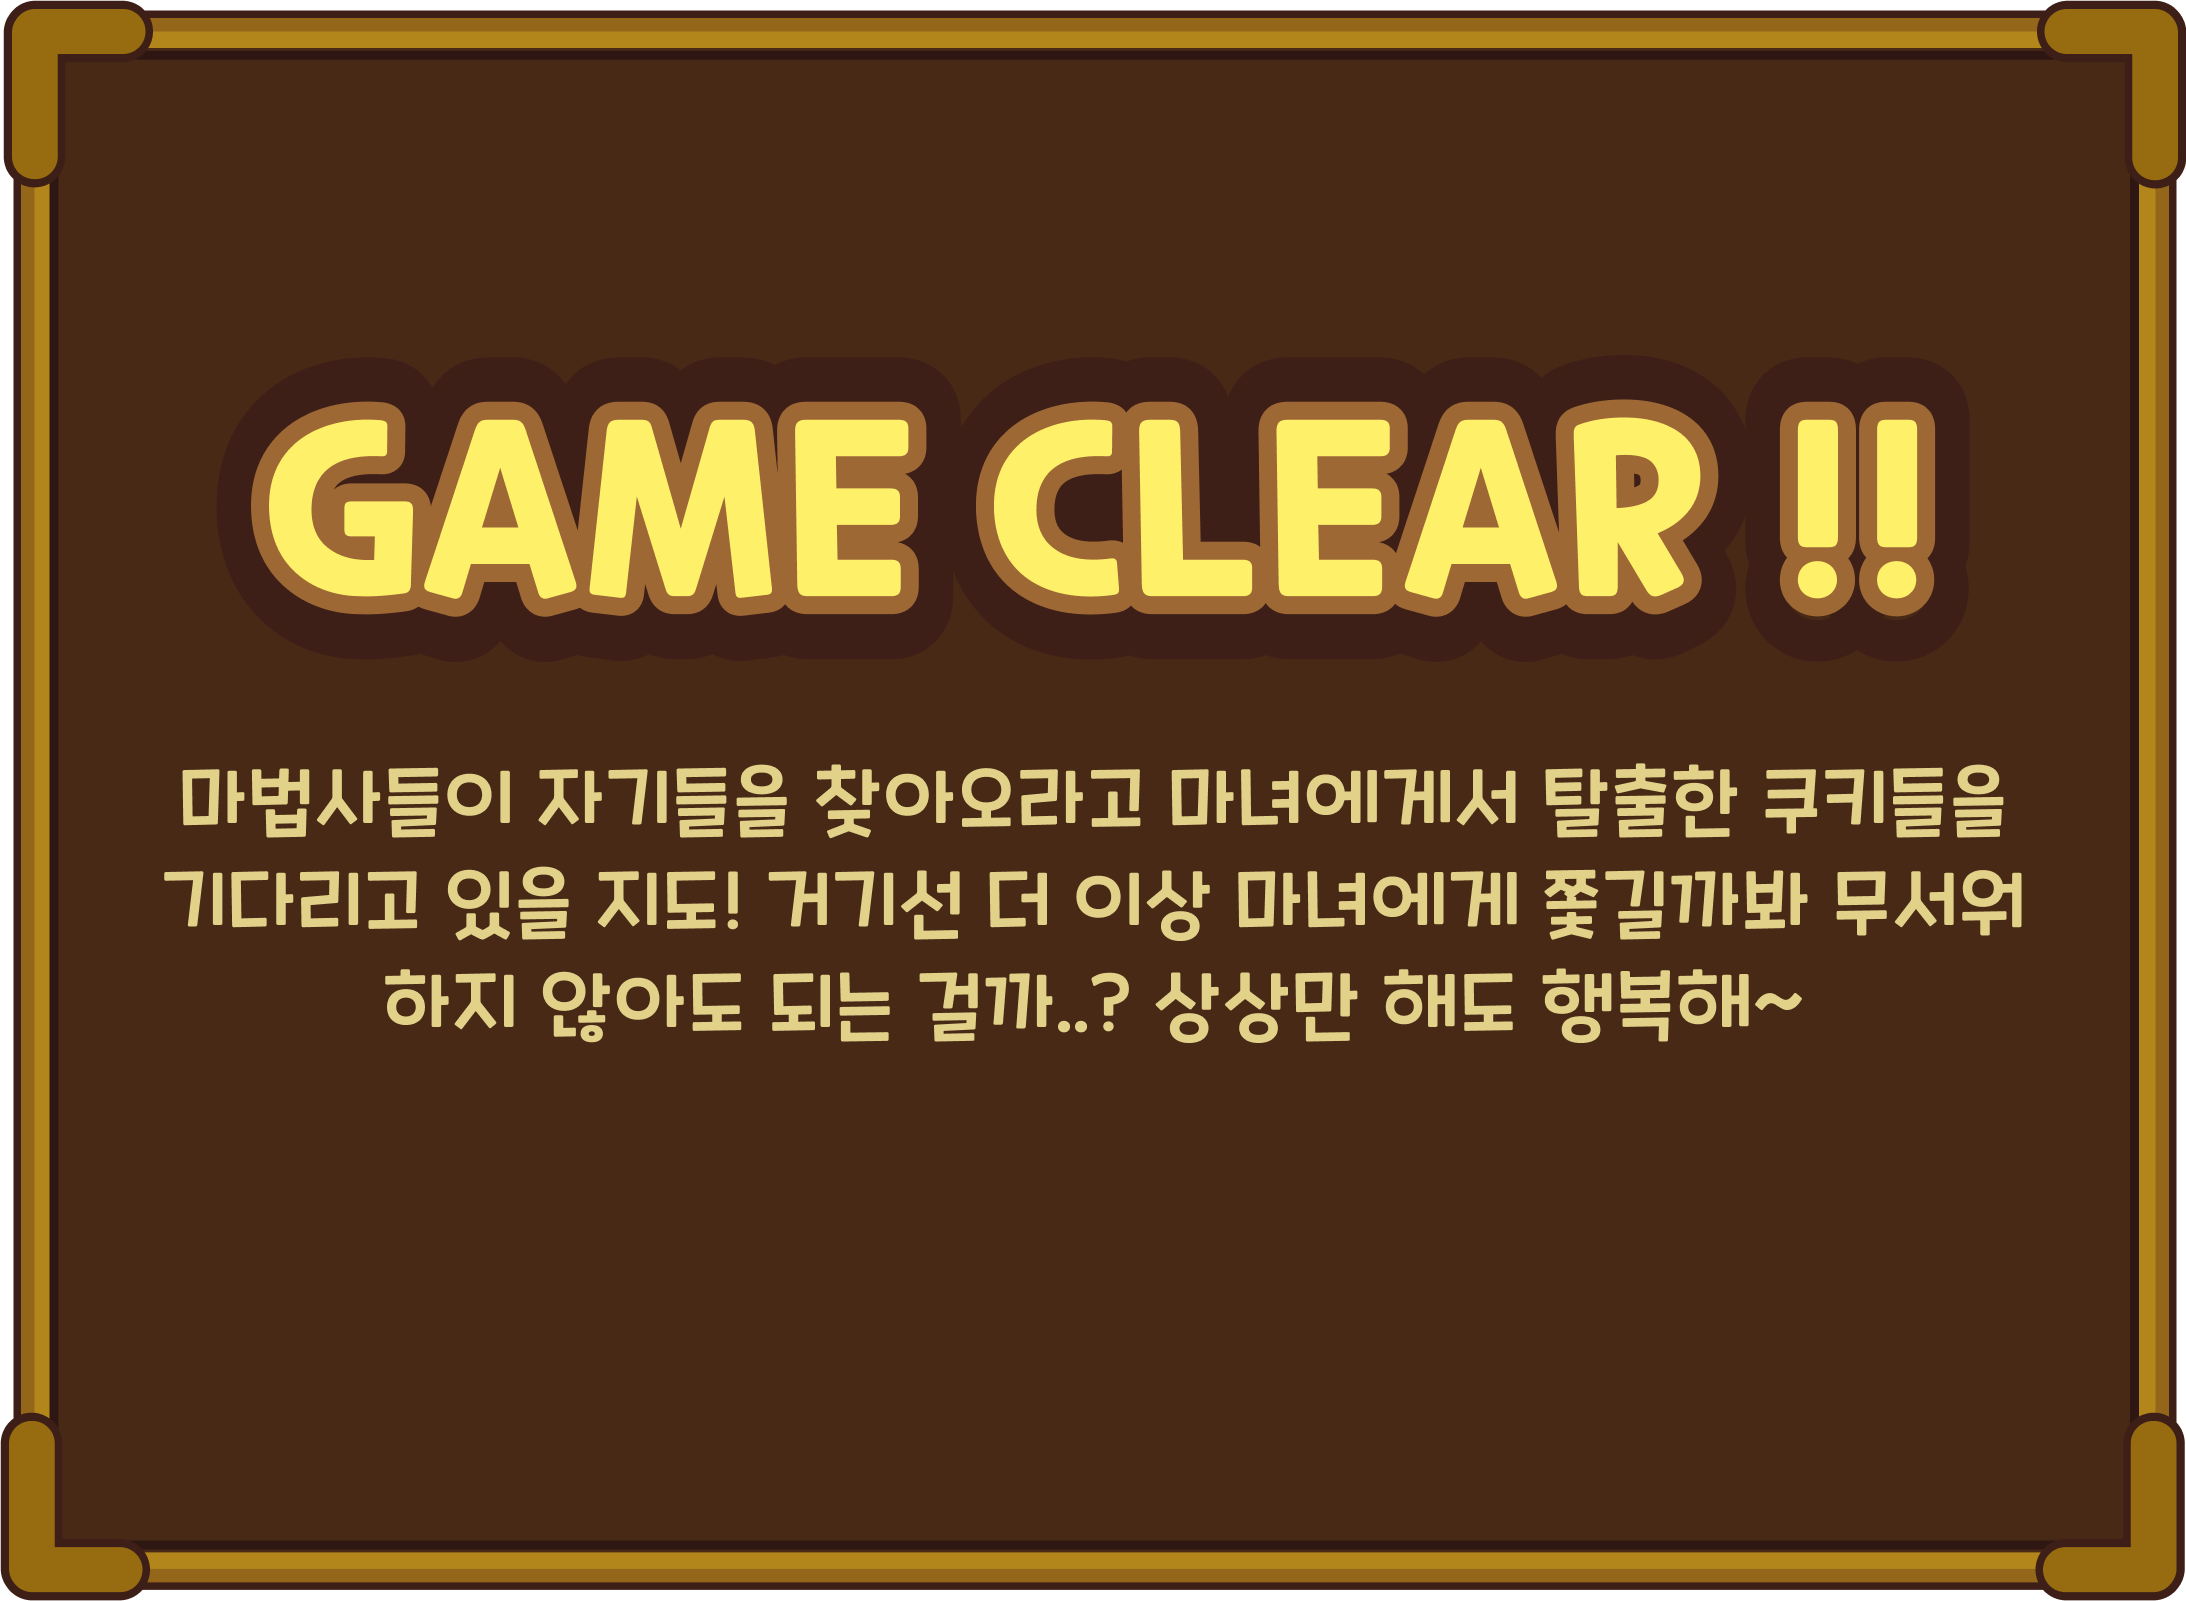 GAME CLEAR !!
마법사들이 자기들을 찾아오라고 마녀에게서 탈출한 쿠키들을
기다리고 있을 지도! 거기선 더 이상 마녀에게 쫓길까봐 무서워
하지 않아도 되는 걸까..? 상상만 해도 행복해~